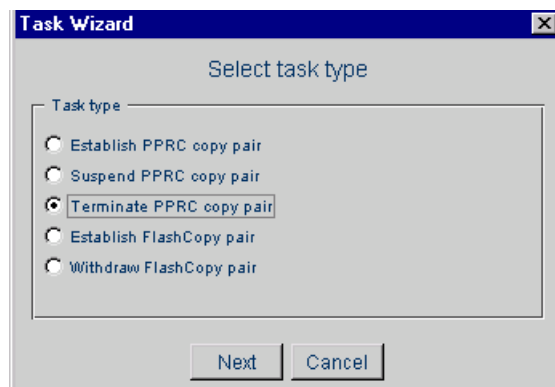 Task Wizard
Select task type
Task type
Establish PPRC copy pair
Suspend PPRC copy pair
Terminate PPRC copy pair
Establish FlashCopy pair
Withdraw FlashCopy pair
Next Cancel